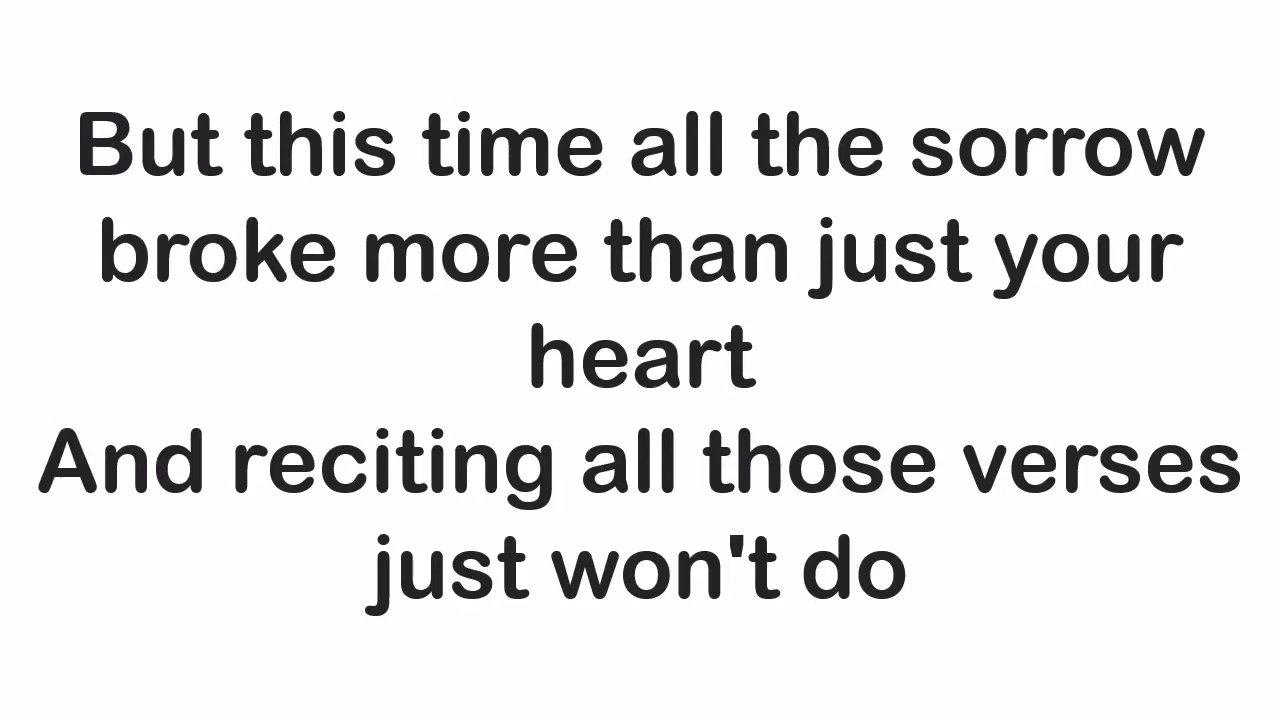 But this time all the sorrow
broke more than just your
heart
And reciting all those verses
just won't do